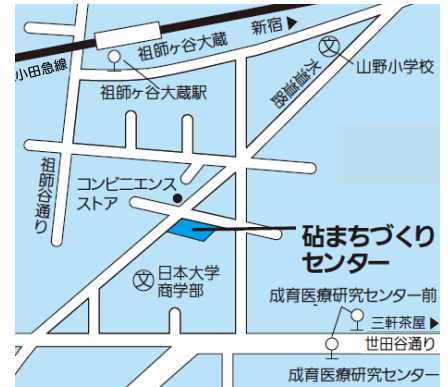 新宿▶
祖師ヶ谷大蔵
小田急線
祖師ヶ谷大蔵駅
文
山野小学校
水道道路
祖師谷通り
コンビニエンス
ストア
砧まちづくり
センター
文
日本大学
商学部
成育医療研究センター前
三軒茶屋▶
世田谷通り
成育医療研究センター